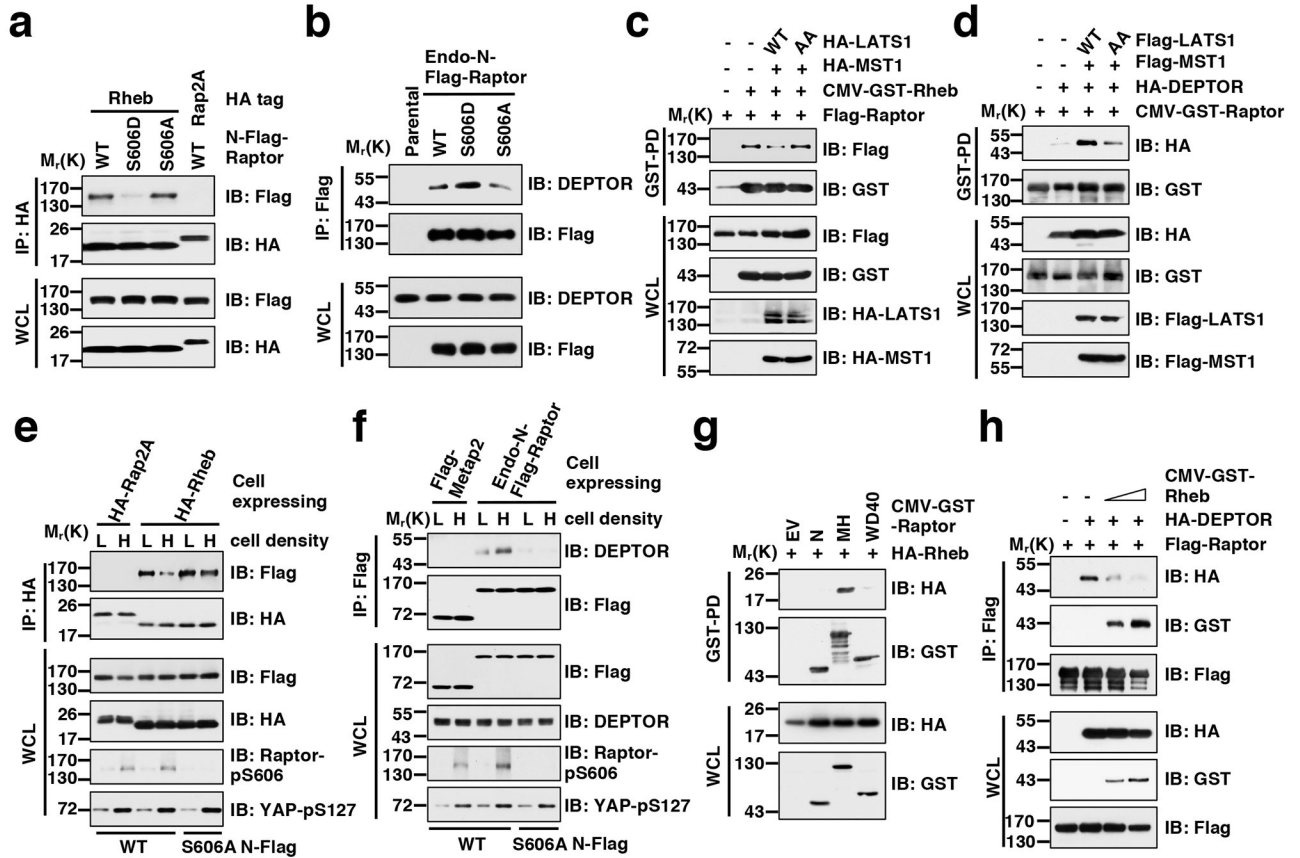 a
Rheb
Rap2A
HA tag
WT
S606D
S606A
WT
N-Flag-
Raptor
Mr(K)
IP: HA
170
130
IB: Flag
26
17
IB: HA
WCL
170
130
IB: Flag
26
17
IB: HA
b
Endo-N-
Flag-Raptor
Parental
WT
S606D
S606A
Mr(K)
IP: Flag
55
43
IB: DEPTOR
170
130
IB: Flag
WCL
55
43
IB: DEPTOR
170
130
IB: Flag
c
- - WT AA HA-LATS1
- - + + HA-MST1
- + + + CMV-GST-Rheb
Mr(K) + + + + Flag-Raptor
GST-PD
170
130
IB: Flag
43
IB: GST
WCL
170
130
IB: Flag
43
IB: GST
170
130
IB: HA-LATS1
72
55
IB: HA-MST1
d
- - WT AA Flag-LATS1
- - + + Flag-MST1
- + + + HA-DEPTOR
Mr(K) + + + + CMV-GST-Raptor
GST-PD
55
43
IB: HA
170
130
IB: GST
WCL
55
43
IB: HA
170
130
IB: GST
170
130
IB: Flag-LATS1
72
55
IB: Flag-MST1
e
HA-Rap2A
HA-Rheb
Cell
expressing
Mr(K)
L H L H L H cell density
IP: HA
170
130
IB: Flag
26
17
IB: HA
WCL
170
130
IB: Flag
26
17
IB: HA
170
130
IB: Raptor-
pS606
72
IB: YAP-pS127
WT S606A N-Flag
f
Flag-
Metap2
Endo-N-
Flag-Raptor
Cell
expressing
Mr(K) L H L H L H cell density
IP: Flag
55
43
IB: DEPTOR
170
72
IB: Flag
WCL
170
72
IB: Flag
55
43
IB: DEPTOR
170
130
IB: Raptor-
pS606
72
IB: YAP-pS127
WT S606A N-Flag
g
EV
N
MH
WD40
CMV-GST
-Raptor
Mr(K) + + + + HA-Rheb
GST-PD
26
17
IB: HA
130
43
IB: GST
WCL
26
17
IB: HA
130
43
IB: GST
h
CMV-GST-
Rheb
- -
- + + + HA-DEPTOR
Mr(K) + + + + Flag-Raptor
IP: Flag
55
43
IB: HA
43
IB: GST
170
130
IB: Flag
WCL
55
43
IB: HA
43
IB: GST
170
130
IB: Flag